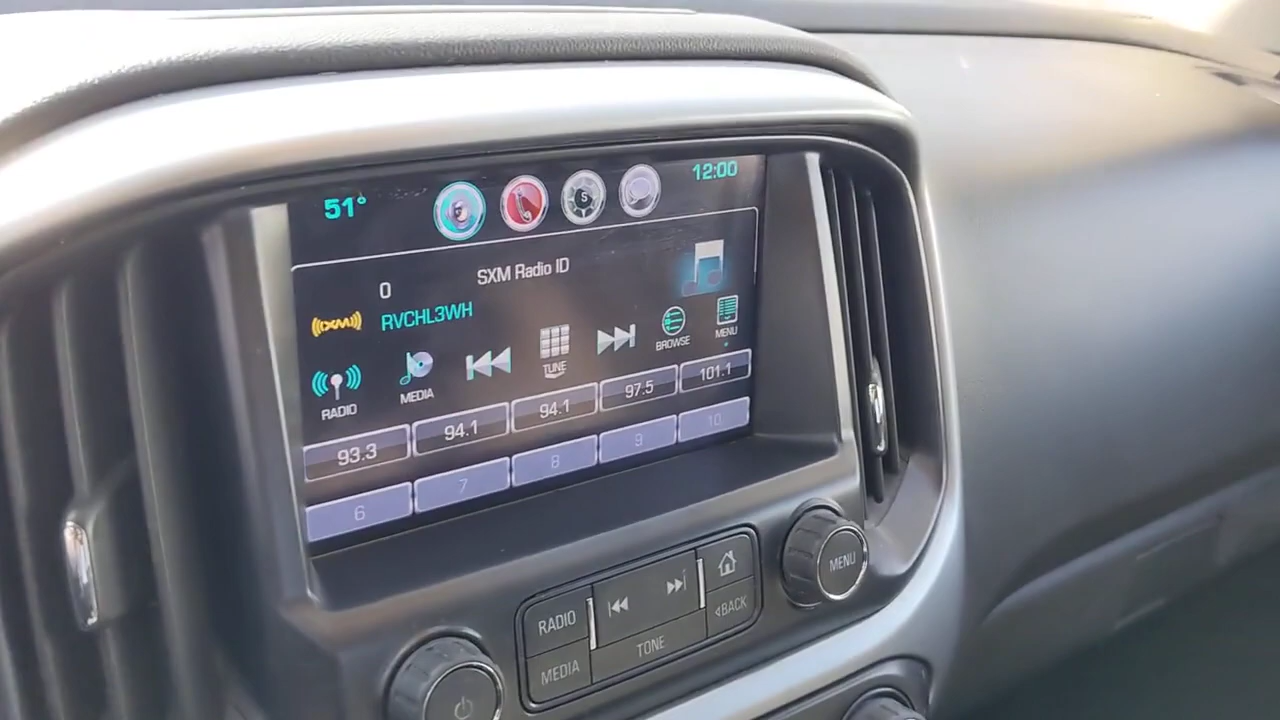 51°
S
12:00
0
SXM Radio ID
((XM))
RVCHL3WH
RADIO
MEDIA
TUNE
BROWSE
MENU
93.3
94.1
94.1
97.5
101.1
6
7
8
9
10
RADIO
MEDIA
TONE
BACK
MENU